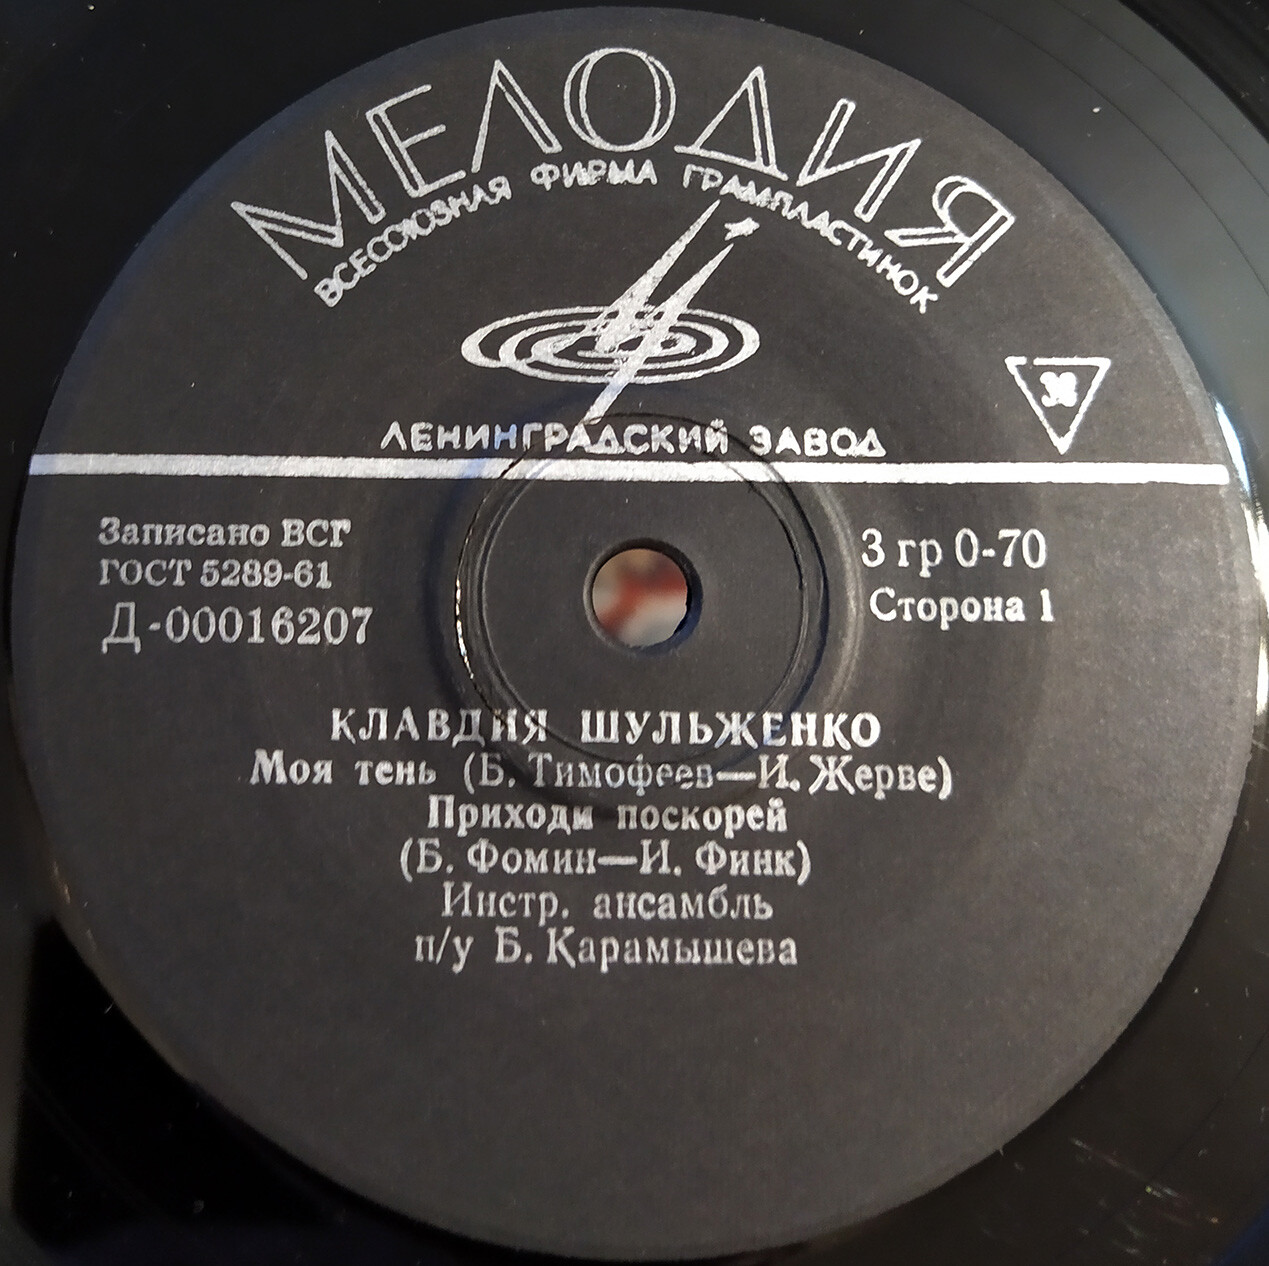 МЕЛОДИЯ
ВСЕСОЮЗНАЯ ФИРМА ГРАМПЛАСТИНОК
ЛЕНИНГРАДСКИЙ ЗАВОД
Записано ВСГ
ГОСТ 5289-61
Д-00016207
3 гр 0-70
Сторона 1
КЛАВДИЯ ШУЛЬЖЕНКО
Моя тень (Б. Тимофеев—И. Жерве)
Приходи поскорей
(Б. Фомин—И. Финк)
Инстр. ансамбль
п/у Б. Карамышева